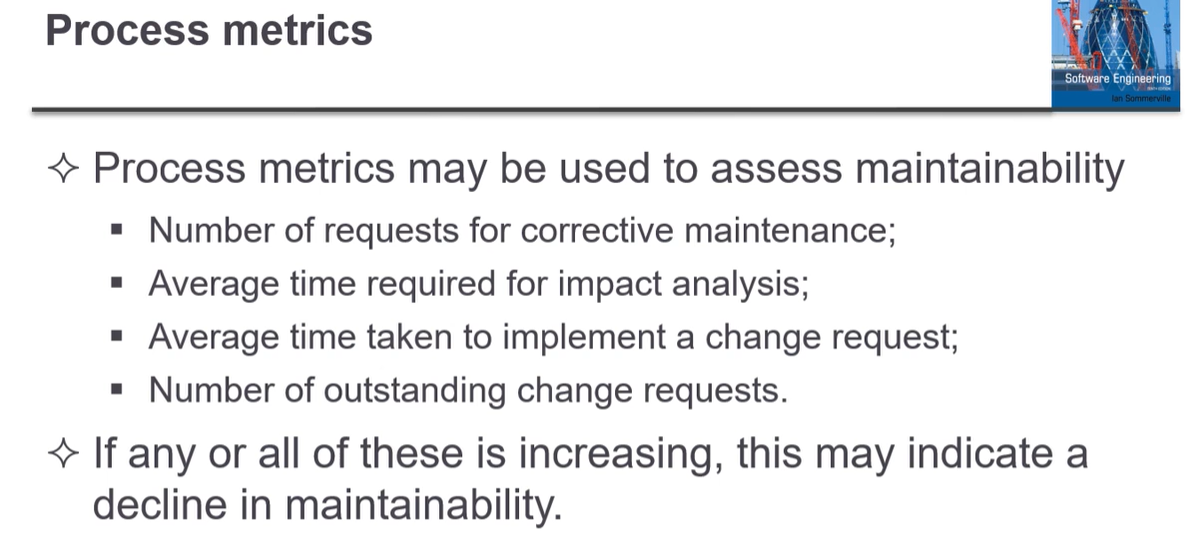 Process metrics
Software Engineering
Ian Sommerville
✧ Process metrics may be used to assess maintainability
▪ Number of requests for corrective maintenance;
▪ Average time required for impact analysis;
▪ Average time taken to implement a change request;
▪ Number of outstanding change requests.
✧ If any or all of these is increasing, this may indicate a
decline in maintainability.